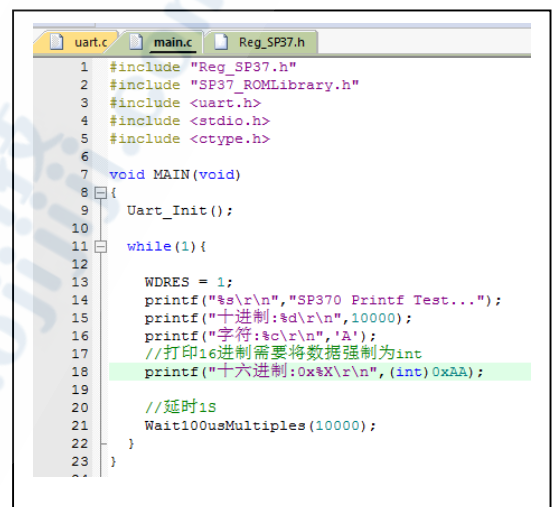 uart.c main.c Reg_SP37.h
1 #include "Reg_SP37.h"
2 #include "SP37_ROMLibrary.h"
3 #include <uart.h>
4 #include <stdio.h>
5 #include <ctype.h>
6
7 void MAIN(void)
8 {
9 Uart_Init();
10
11 while(1){
12
13 WDRES = 1;
14 printf("%s\r\n","SP370 Printf Test...");
15 printf("十进制:%d\r\n",10000);
16 printf("字符:%c\r\n",'A');
17 //打印16进制需要将数据强制为int
18 printf("十六进制:0x%X\r\n",(int)0xAA);
19
20 //延时1S
21 Wait100usMultiples(10000);
22 }
23 }